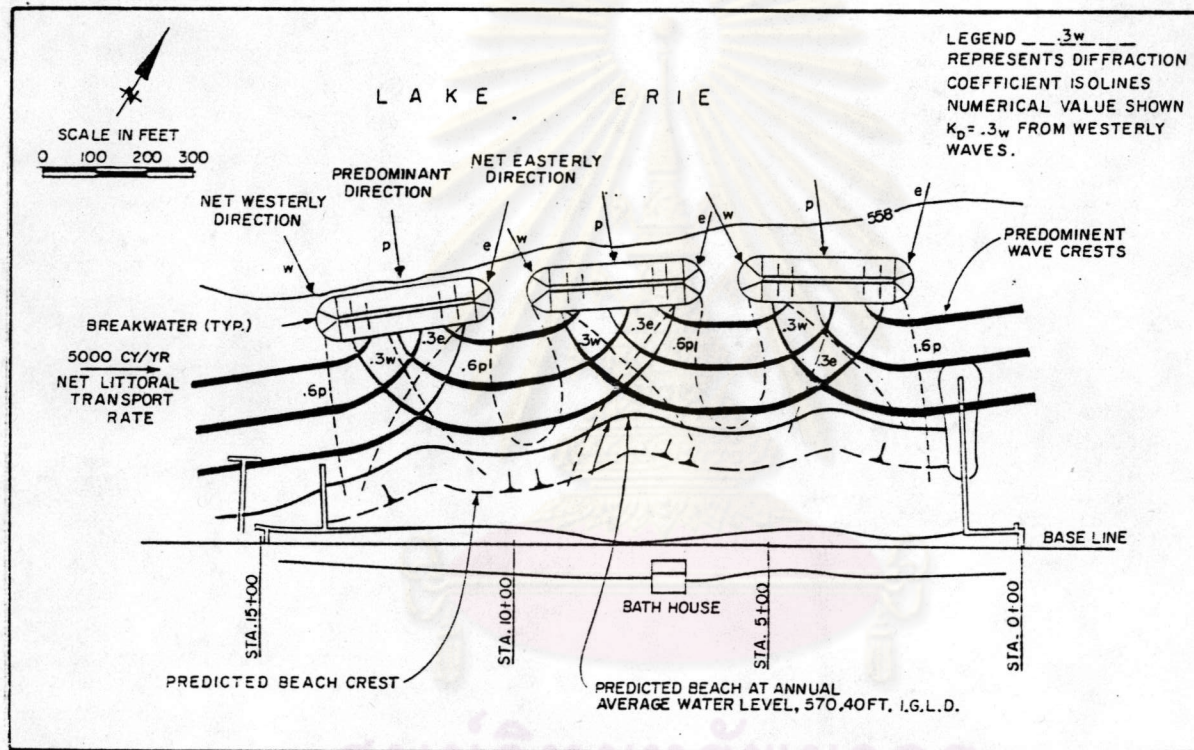 LEGEND .3w
REPRESENTS DIFFRACTION
COEFFICIENT ISOLINES
NUMERICAL VALUE SHOWN
KD= .3w FROM WESTERLY
WAVES.
LAKE ERIE
SCALE IN FEET
0 100 200 300
NET WESTERLY
DIRECTION
PREDOMINANT
DIRECTION
NET EASTERLY
DIRECTION
w
p
e
w
p
e
w
p
e
558
PREDOMINENT
WAVE CRESTS
BREAKWATER (TYP.)
5000 CY/YR
NET LITTORAL
TRANSPORT
RATE
.6p
.3w
.3e
.6p
.3w
.3e
.6p
.3w
.3e
.6p
BASE LINE
STA. 15+00
STA. 10+00
BATH HOUSE
STA. 5+00
STA. 0+00
PREDICTED BEACH CREST
PREDICTED BEACH AT ANNUAL
AVERAGE WATER LEVEL, 570.40FT. I.G.L.D.